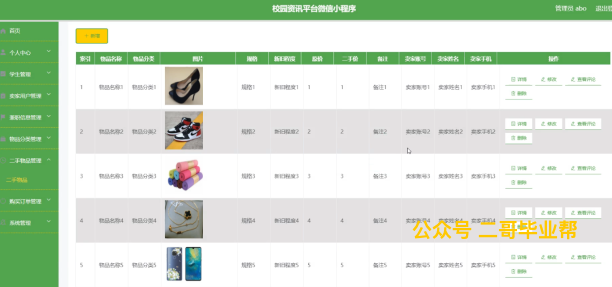 校园资讯平台微信小程序
管理员 abo
退出
首页
个人中心
学生管理
卖家用户管理
物品分类管理
二手物品管理
二手物品
购买订单管理
系统管理
+ 新增
索引 物品名称 物品分类 图片 规格 新旧程度 原价 二手价 备注 卖家账号 卖家姓名 卖家手机 操作
1 物品名称1 物品分类1 规格1 新旧程度1 1 1 备注1 卖家账号1 卖家姓名1 卖家手机1 详情 修改 查看评论
删除
2 物品名称2 物品分类2 规格2 新旧程度2 2 2 备注2 卖家账号2 卖家姓名2 卖家手机2 详情 修改 查看评论
删除
3 物品名称3 物品分类3 规格3 新旧程度3 3 3 备注3 卖家账号3 卖家姓名3 卖家手机3 详情 修改 查看评论
删除
4 物品名称4 物品分类4 规格4 新旧程度4 4 4 备注4 卖家账号4 卖家姓名4 卖家手机4 详情 修改 查看评论
公众号 二哥毕业帮
5 物品名称5 物品分类5 规格5 新旧程度5 5 5 备注5 卖家账号5 卖家姓名5 卖家手机5 详情 修改 查看评论
删除